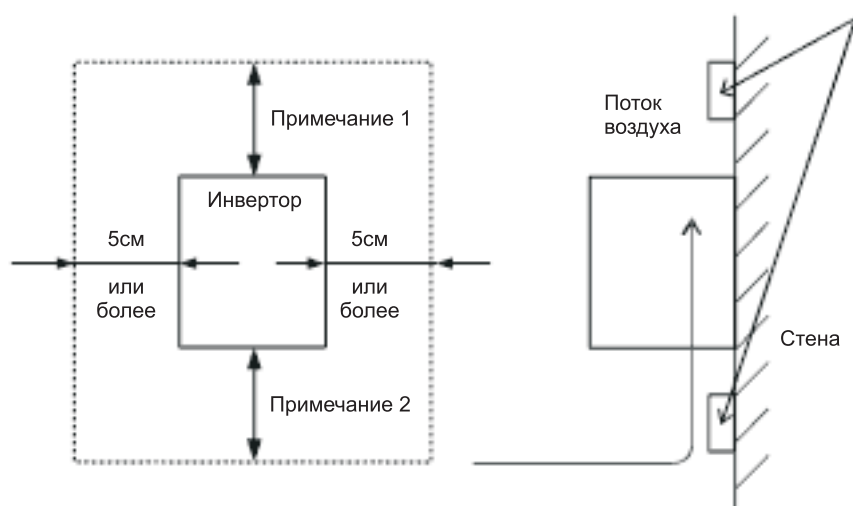 Примечание 1
Инвертор
5см
или
более
5см
или
более
Примечание 2
Поток
воздуха
Стена